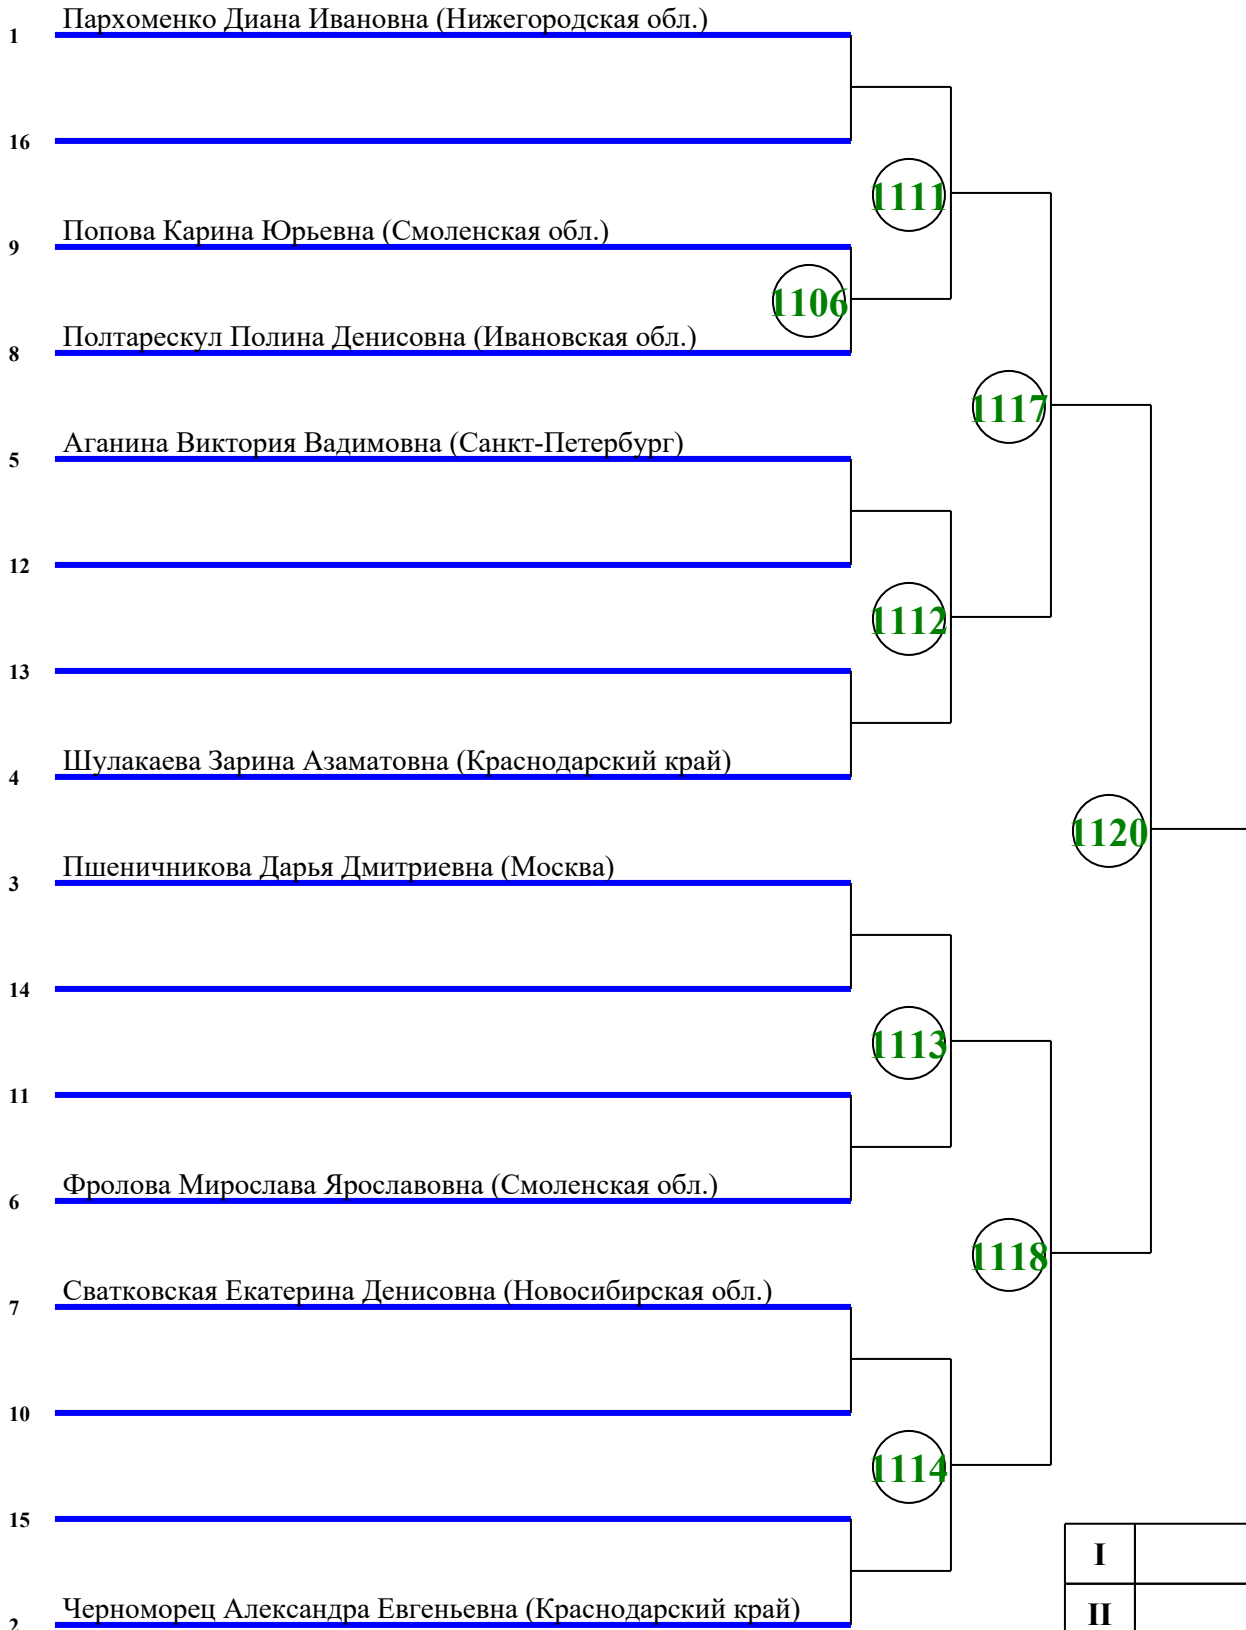 Пархоменко Диана Ивановна (Нижегородская обл.)
1
16
1111
Попова Карина Юрьевна (Смоленская обл.)
9
1106
Полтарескул Полина Денисовна (Ивановская обл.)
8
1117
Аганина Виктория Вадимовна (Санкт-Петербург)
5
12
1112
13
Шулакаева Зарина Азаматовна (Краснодарский край)
4
1120
Пшеничникова Дарья Дмитриевна (Москва)
3
14
1113
11
Фролова Мирослава Ярославовна (Смоленская обл.)
6
1118
Сватковская Екатерина Денисовна (Новосибирская обл.)
7
10
1114
15
I
Черноморец Александра Евгеньевна (Краснодарский край)
2
II